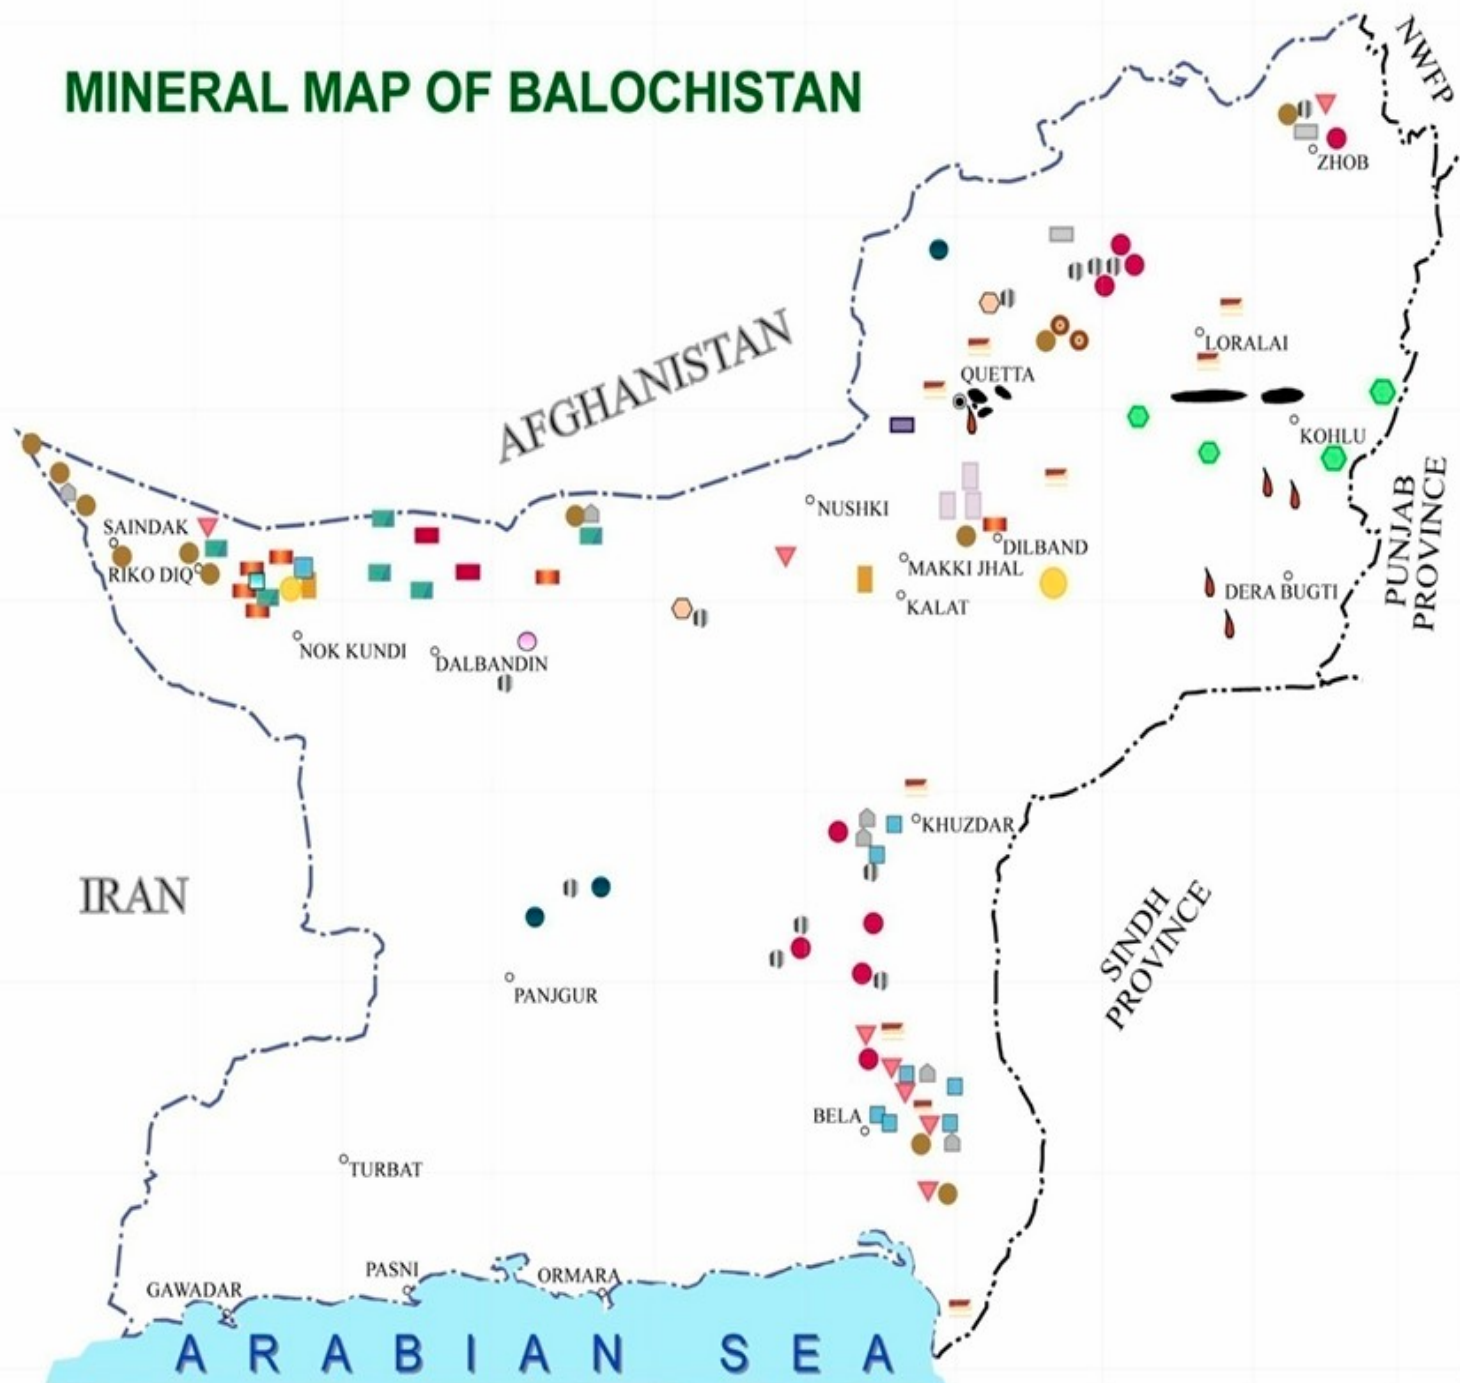 NWFP
MINERAL MAP OF BALOCHISTAN
ZHOB
AFGHANISTAN
LORALAI
QUETTA
KOHLU
NUSHKI
PUNJAB
PROVINCE
SAINDAK
DILBAND
RIKO DIQ
MAKKI JHAL
DERA BUGTI
KALAT
NOK KUNDI
DALBANDIN
KHUZDAR
IRAN
SINDH
PROVINCE
PANJGUR
BELA
TURBAT
PASNI
ORMARA
GAWADAR
ARABIAN SEA